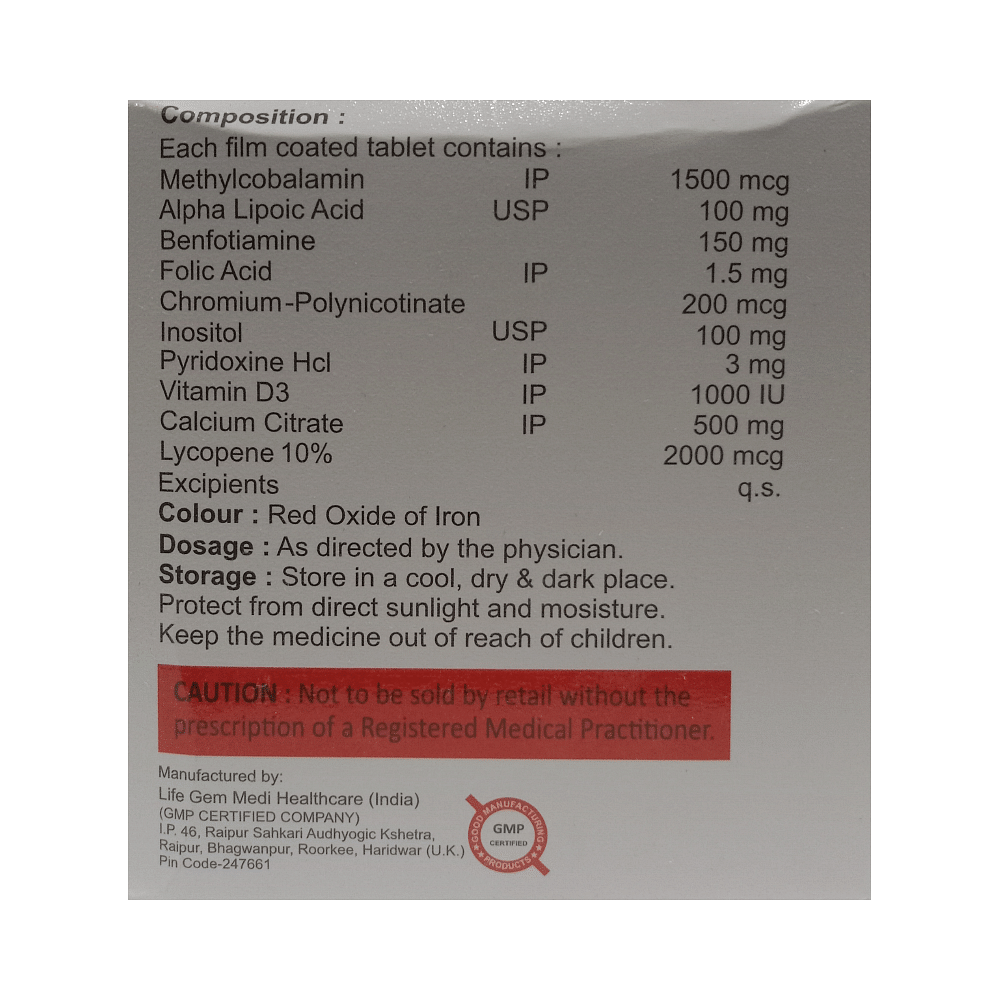 Composition :
Each film coated tablet contains :
Methylcobalamin IP 1500 mcg
Alpha Lipoic Acid USP 100 mg
Benfotiamine 150 mg
Folic Acid IP 1.5 mg
Chromium-Polynicotinate 200 mcg
Inositol USP 100 mg
Pyridoxine Hcl IP 3 mg
Vitamin D3 IP 1000 IU
Calcium Citrate IP 500 mg
Lycopene 10% 2000 mcg
Excipients q.s.
Colour : Red Oxide of Iron
Dosage : As directed by the physician.
Storage : Store in a cool, dry & dark place.
Protect from direct sunlight and mosisture.
Keep the medicine out of reach of children.
CAUTION : Not to be sold by retail without the
prescription of a Registered Medical Practitioner.
Manufactured by:
Life Gem Medi Healthcare (India)
(GMP CERTIFIED COMPANY)
I.P. 46, Raipur Sahkari Audhyogic Kshetra,
Raipur, Bhagwanpur, Roorkee, Haridwar (U.K.)
Pin Code-247661
GOOD MANUFACTURING
GMP
CERTIFIED
PRODUCTS